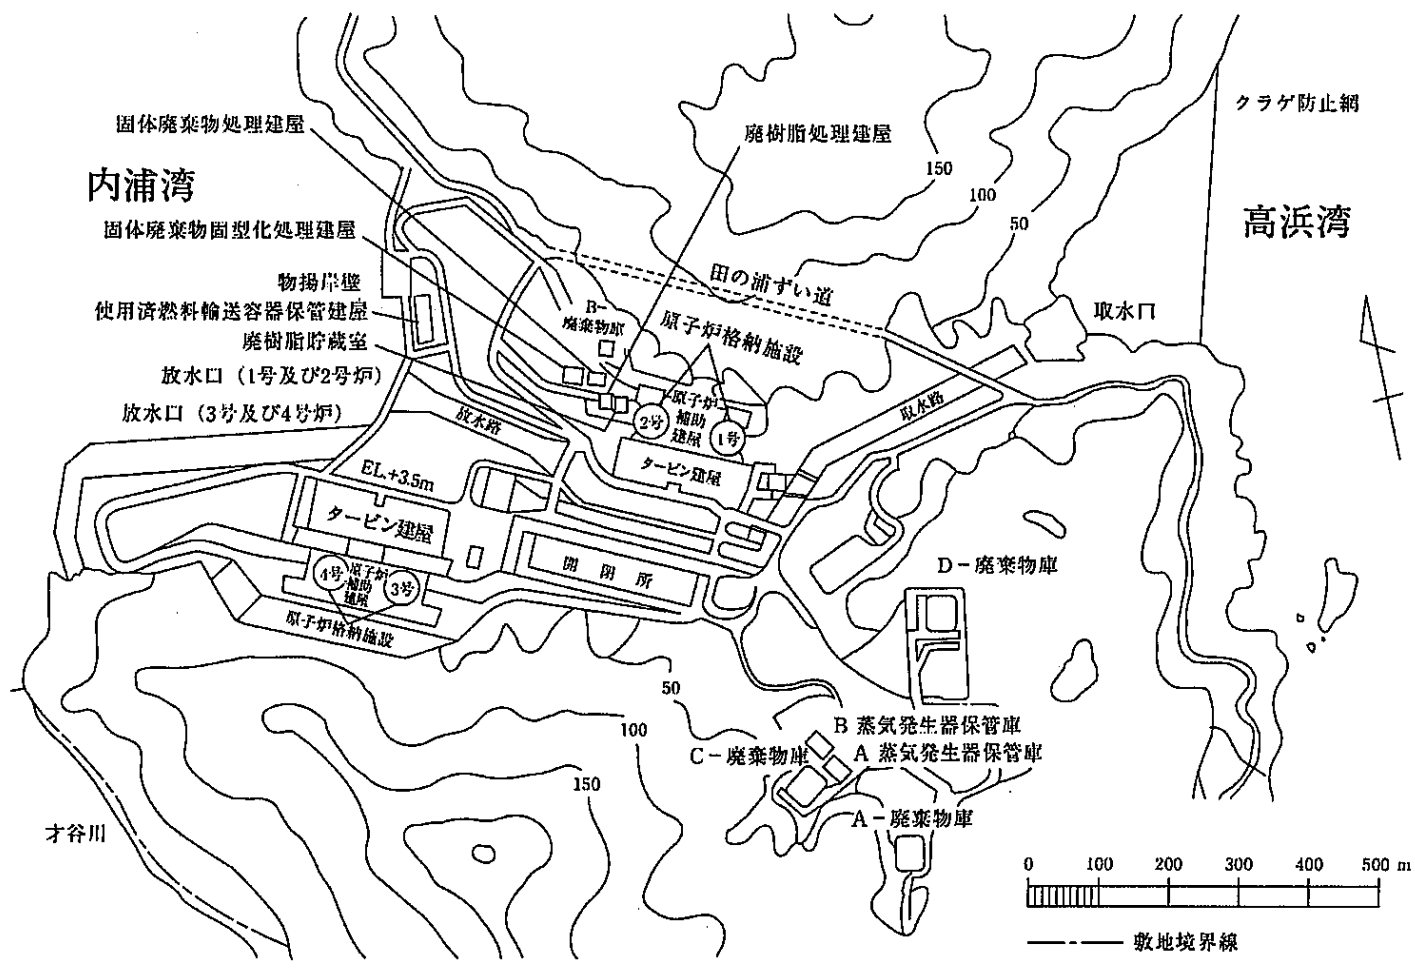 クラゲ防止網
固体廃棄物処理建屋
廃樹脂処理建屋
150
100
50
内浦湾
高浜湾
固体廃棄物固型化処理建屋
田の浦ずい道
物揚岸壁
使用済燃料輸送容器保管建屋
B-
廃棄物庫
原子炉格納施設
取水口
廃樹脂貯蔵室
放水口（1号及び2号炉）
放水口（3号及び4号炉）
放水路
取水路
原子炉
補助
建屋
2号
1号
タービン建屋
EL.+3.5m
タービン建屋
開閉所
4号
原子炉
補助
建屋
3号
原子炉格納施設
D-廃棄物庫
50
100
150
B 蒸気発生器保管庫
C-廃棄物庫
A 蒸気発生器保管庫
A-廃棄物庫
才谷川
0 100 200 300 400 500 m
敷地境界線